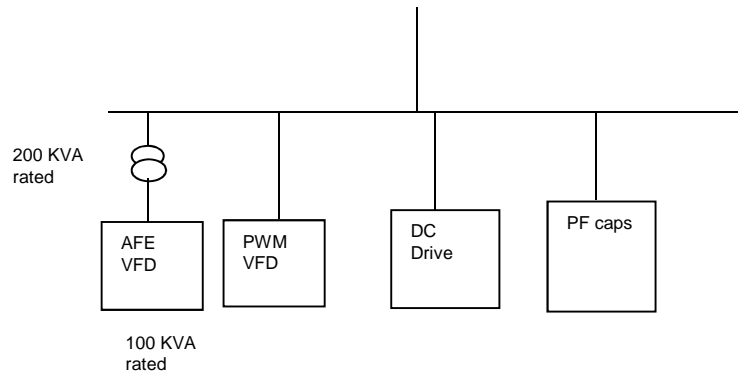 200 KVA
rated
AFE
VFD
PWM
VFD
DC
Drive
PF caps
100 KVA
rated